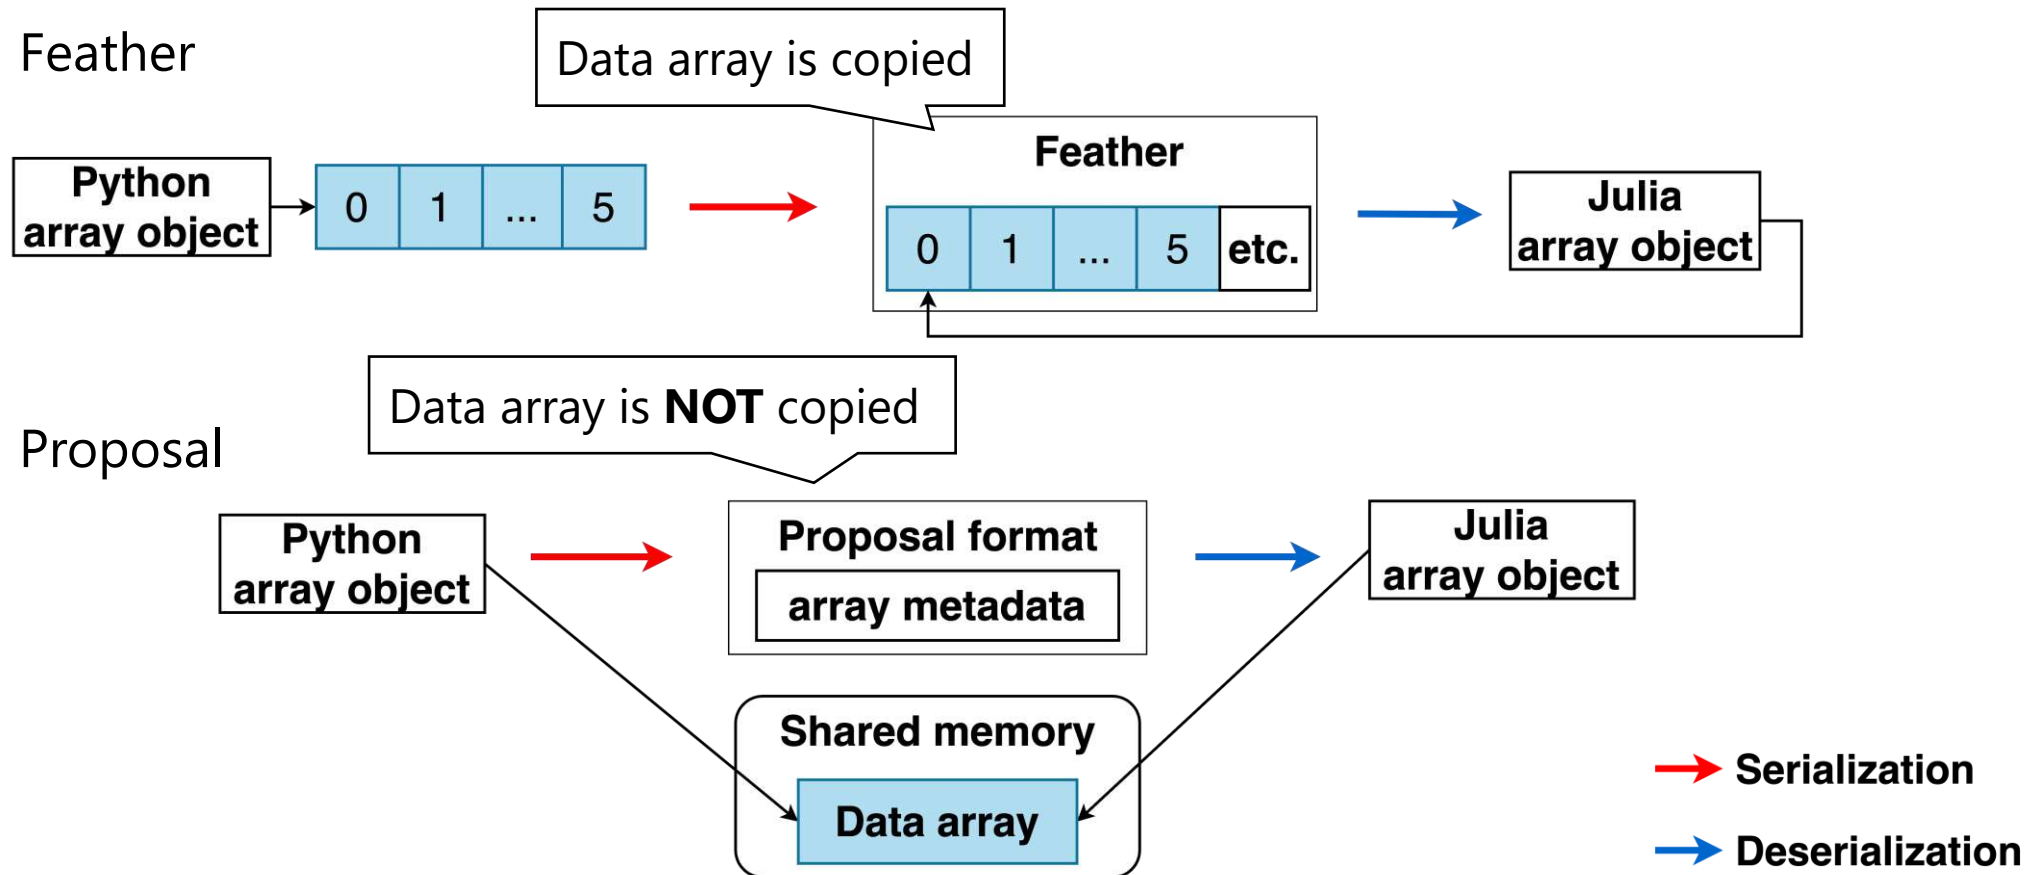 Feather
Data array is copied
Python
array object
0 1 ... 5
Feather
0 1 ... 5 etc.
Julia
array object
Data array is NOT copied
Proposal
Python
array object
Proposal format
array metadata
Julia
array object
Shared memory
Data array
Serialization
Deserialization